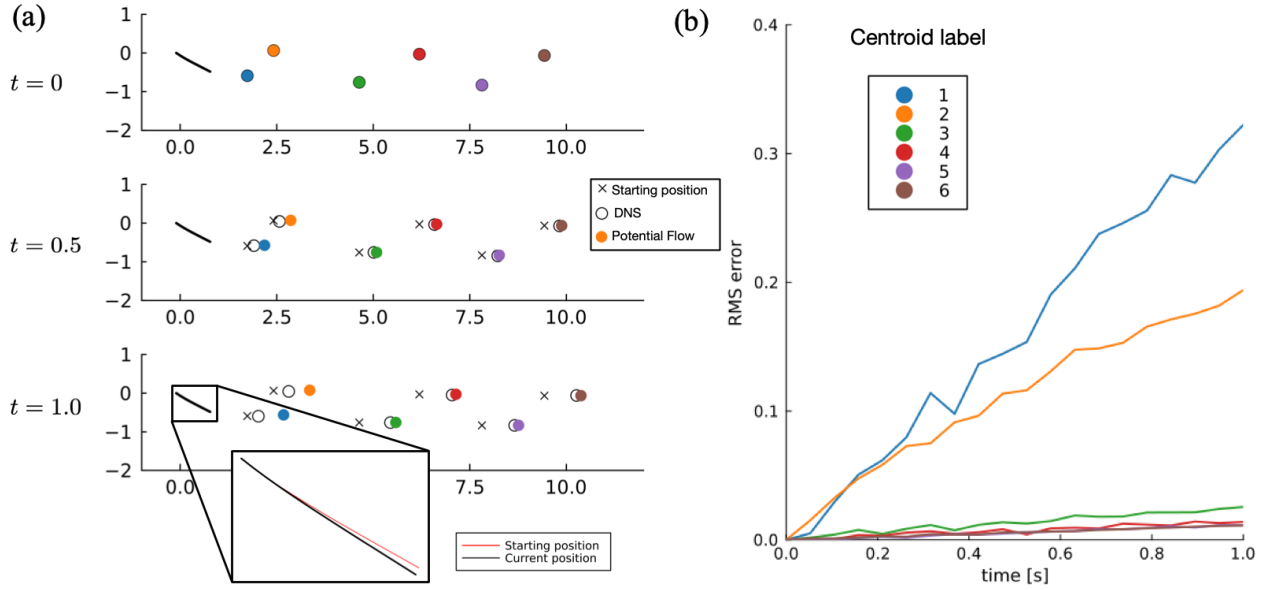 (a)
1
0
−1
−2
t = 0
0.0 2.5 5.0 7.5 10.0
1
0
−1
−2
t = 0.5
0.0 2.5 5.0 7.5 10.0
× Starting position
DNS
Potential Flow
1
0
−1
−2
t = 1.0
0.0 7.5 10.0
Starting position
Current position
(b)
Centroid label
1
2
3
4
5
6
RMS error
0.4
0.3
0.2
0.1
0.0
0.0 0.2 0.4 0.6 0.8 1.0
time [s]